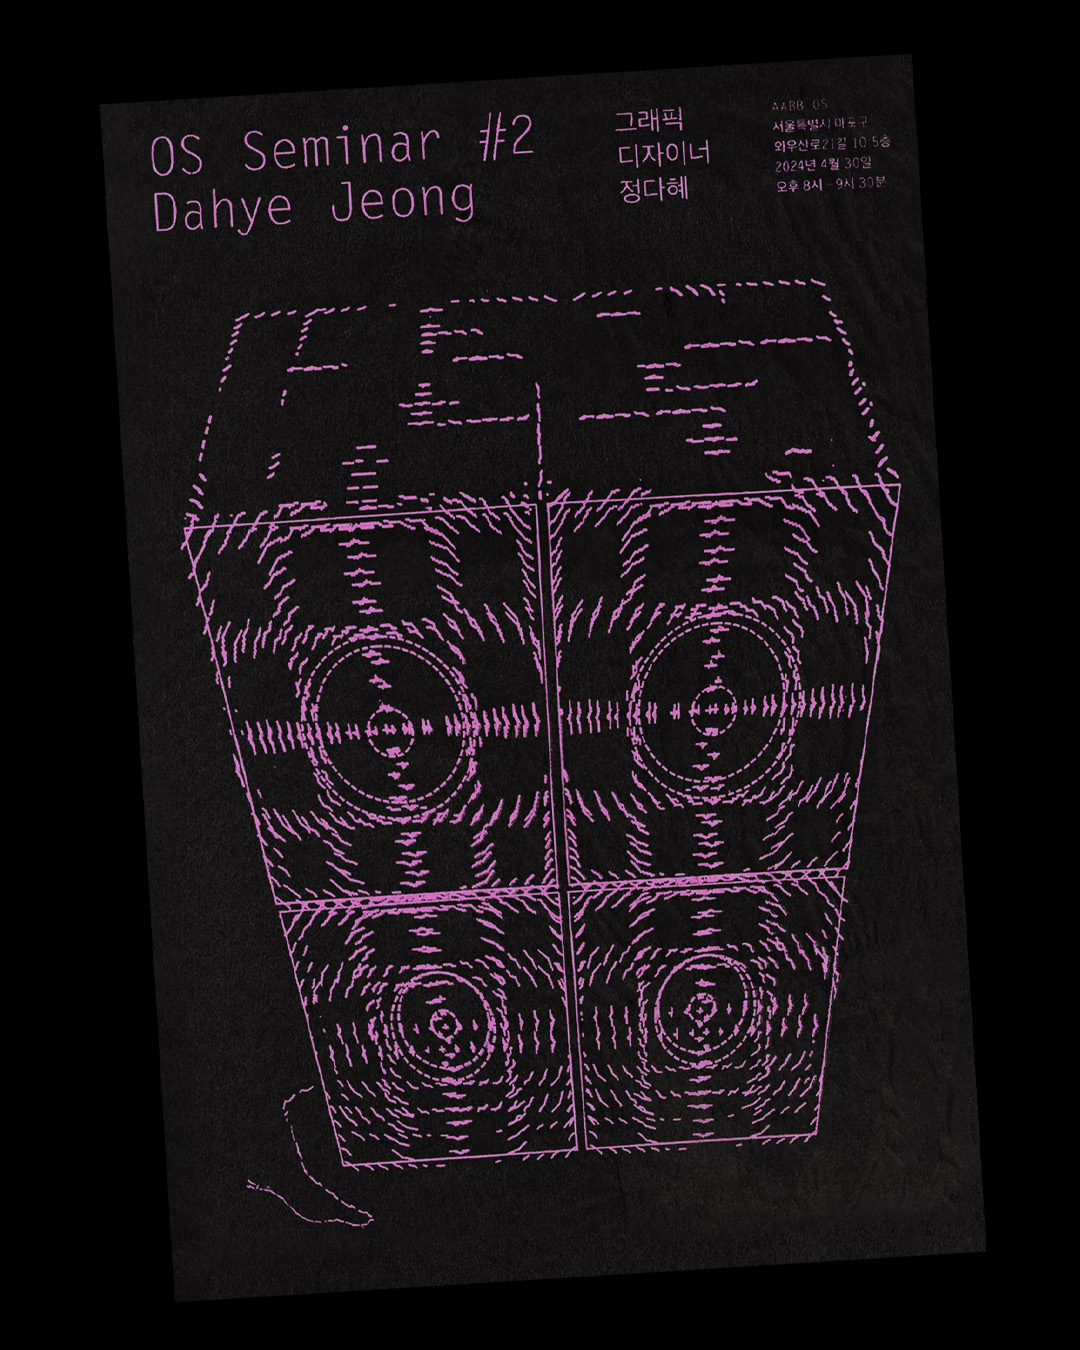 OS Seminar #2
Dahye Jeong
그래픽
디자이너
정다혜
AABB OS
서울특별시 마포구
와우산로21길 10 5층
2024년 4월 30일
오후 8시 - 9시 30분